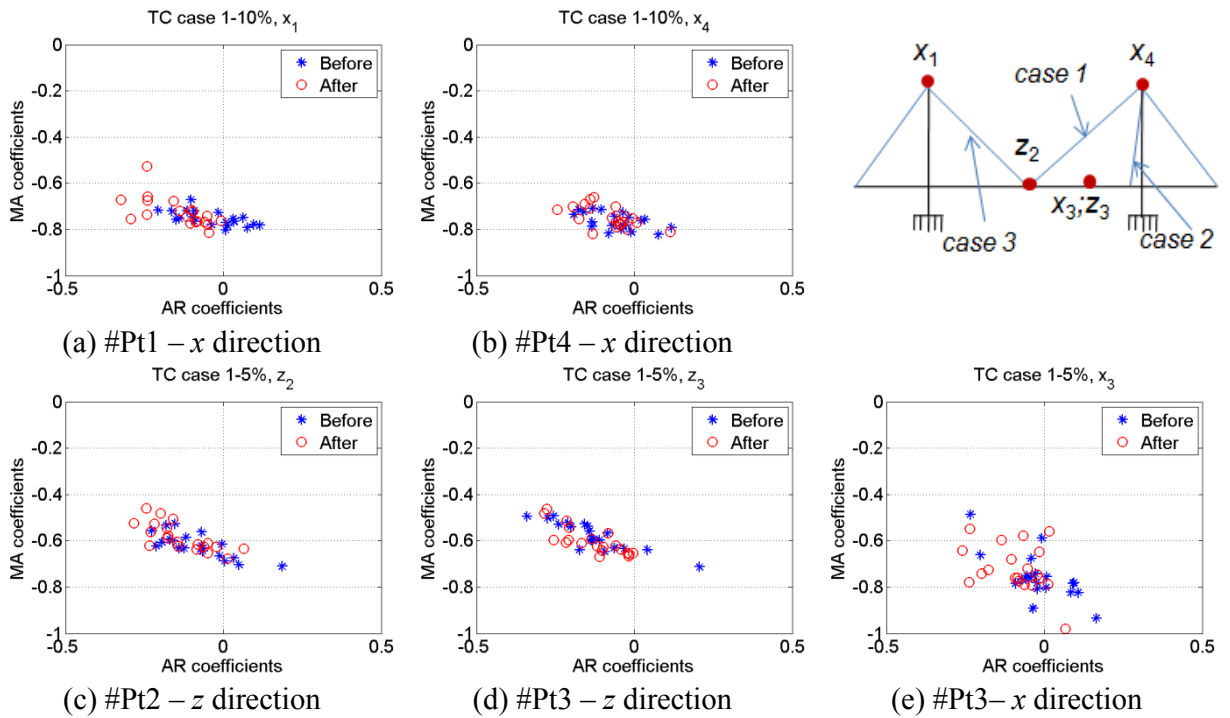 TC case 1-10%, x1
0
-0.2
-0.4
-0.6
-0.8
-1
-0.5
0
0.5
MA coefficients
AR coefficients
Before
After
(a) #Pt1 – x direction
TC case 1-10%, x4
0
-0.2
-0.4
-0.6
-0.8
-1
-0.5
0
0.5
MA coefficients
AR coefficients
Before
After
(b) #Pt4 – x direction
x1
x4
case 1
z2
x3;z3
case 3
case 2
TC case 1-5%, z2
0
-0.2
-0.4
-0.6
-0.8
-1
-0.5
0
0.5
MA coefficients
AR coefficients
Before
After
(c) #Pt2 – z direction
TC case 1-5%, z3
0
-0.2
-0.4
-0.6
-0.8
-1
-0.5
0
0.5
MA coefficients
AR coefficients
Before
After
(d) #Pt3 – z direction
TC case 1-5%, x3
0
-0.2
-0.4
-0.6
-0.8
-1
-0.5
0
0.5
MA coefficients
AR coefficients
Before
After
(e) #Pt3– x direction